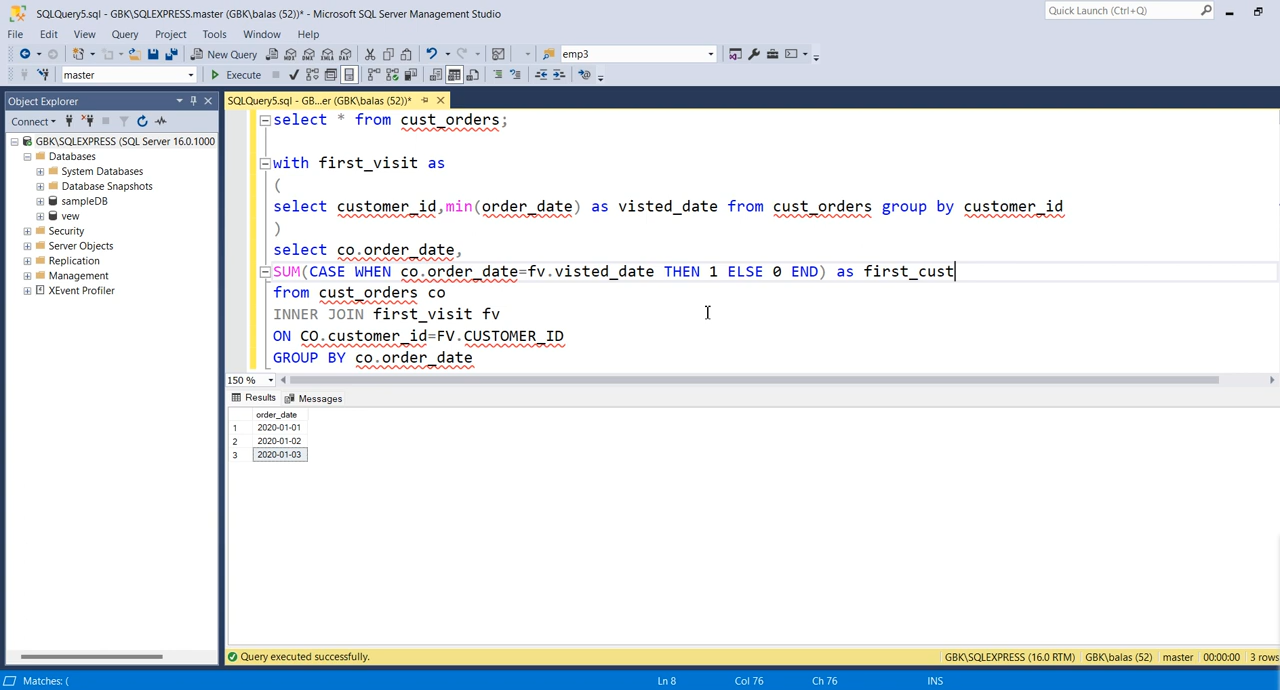 SQLQuery5.sql - GBK\SQLEXPRESS.master (GBK\balas (52))* - Microsoft SQL Server Management Studio
Quick Launch (Ctrl+Q)
File Edit View Query Project Tools Window Help
New Query
MDX DMX XMLA DAX
emp3
master
Execute
Object Explorer
SQLQuery5.sql - GB...er (GBK\balas (52))*
Connect
GBK\SQLEXPRESS (SQL Server 16.0.1000
Databases
System Databases
Database Snapshots
sampleDB
vew
Security
Server Objects
Replication
Management
XEvent Profiler
select * from cust_orders;
with first_visit as
(
select customer_id,min(order_date) as visted_date from cust_orders group by customer_id
)
select co.order_date,
SUM(CASE WHEN co.order_date=fv.visted_date THEN 1 ELSE 0 END) as first_cust
from cust_orders co
INNER JOIN first_visit fv
ON CO.customer_id=FV.CUSTOMER_ID
GROUP BY co.order_date
150 %
Results Messages
order_date
1 2020-01-01
2 2020-01-02
3 2020-01-03
Query executed successfully.
GBK\SQLEXPRESS (16.0 RTM) GBK\balas (52) master 00:00:00 3 rows
Matches: (
Ln 8 Col 76 Ch 76 INS